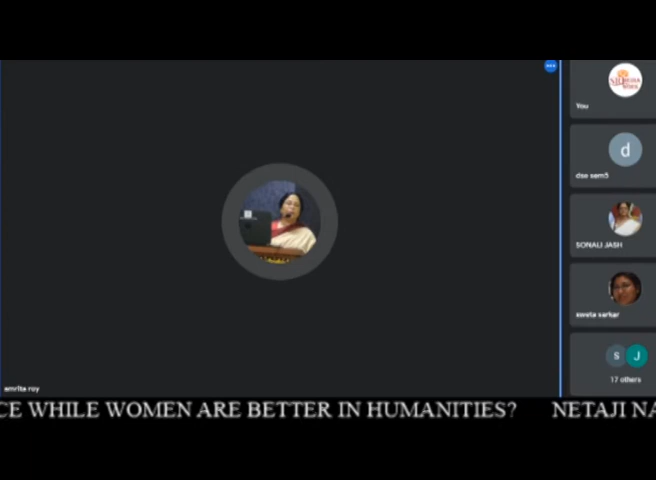 You
d
dse sem5
SONALI JASH
sweta sarkar
S J
17 others
amrita roy
CE WHILE WOMEN ARE BETTER IN HUMANITIES? NETAJI NA